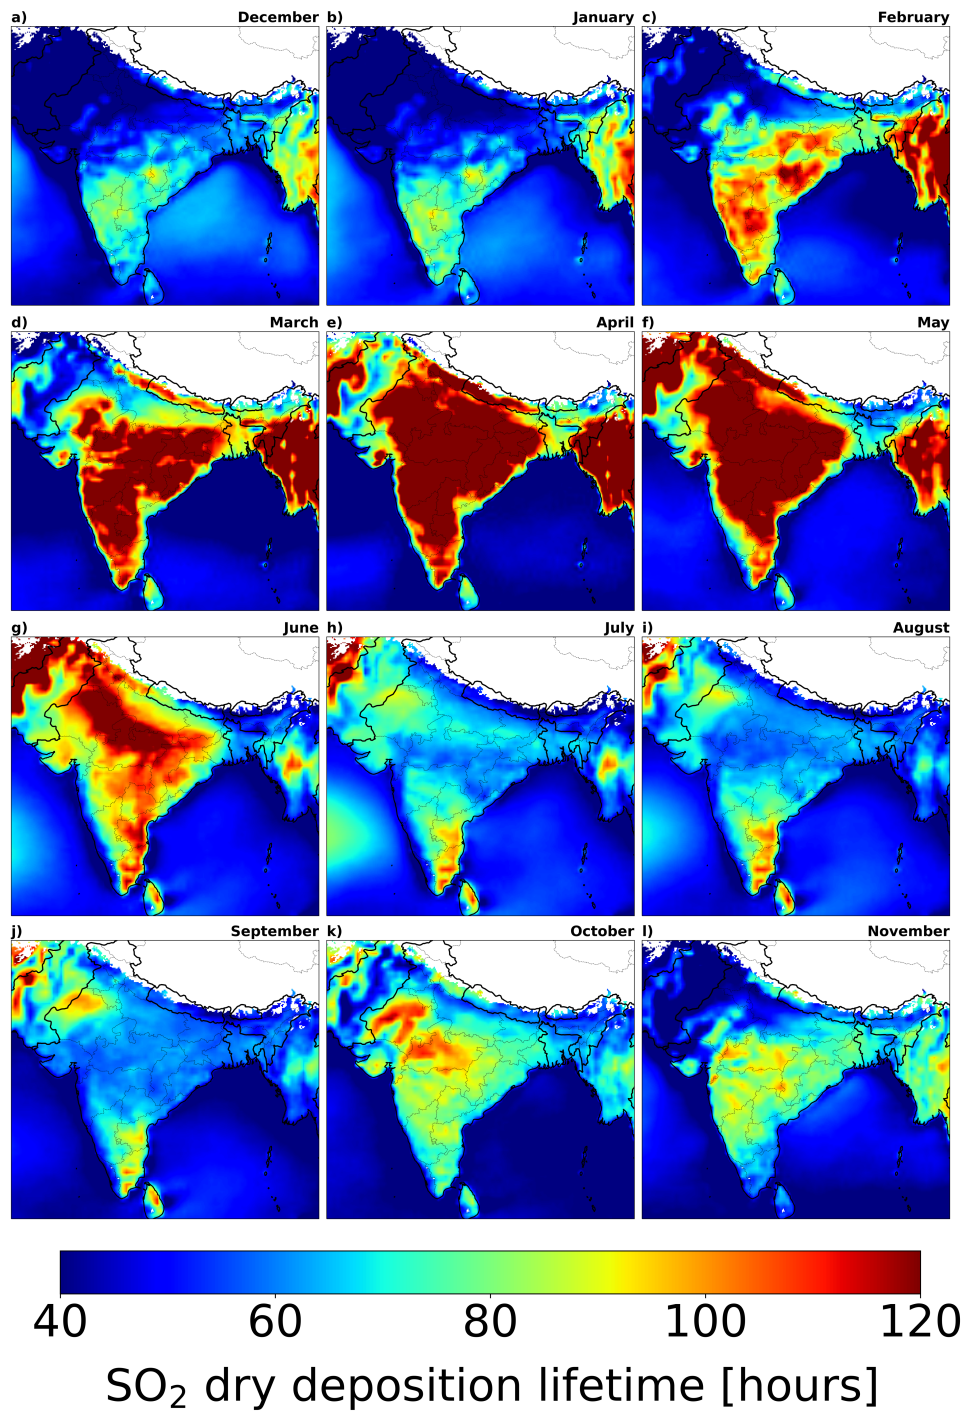 a) December
b) January
c) February
d) March
e) April
f) May
g) June
h) July
i) August
j) September
k) October
l) November
40 60 80 100 120
SO₂ dry deposition lifetime [hours]